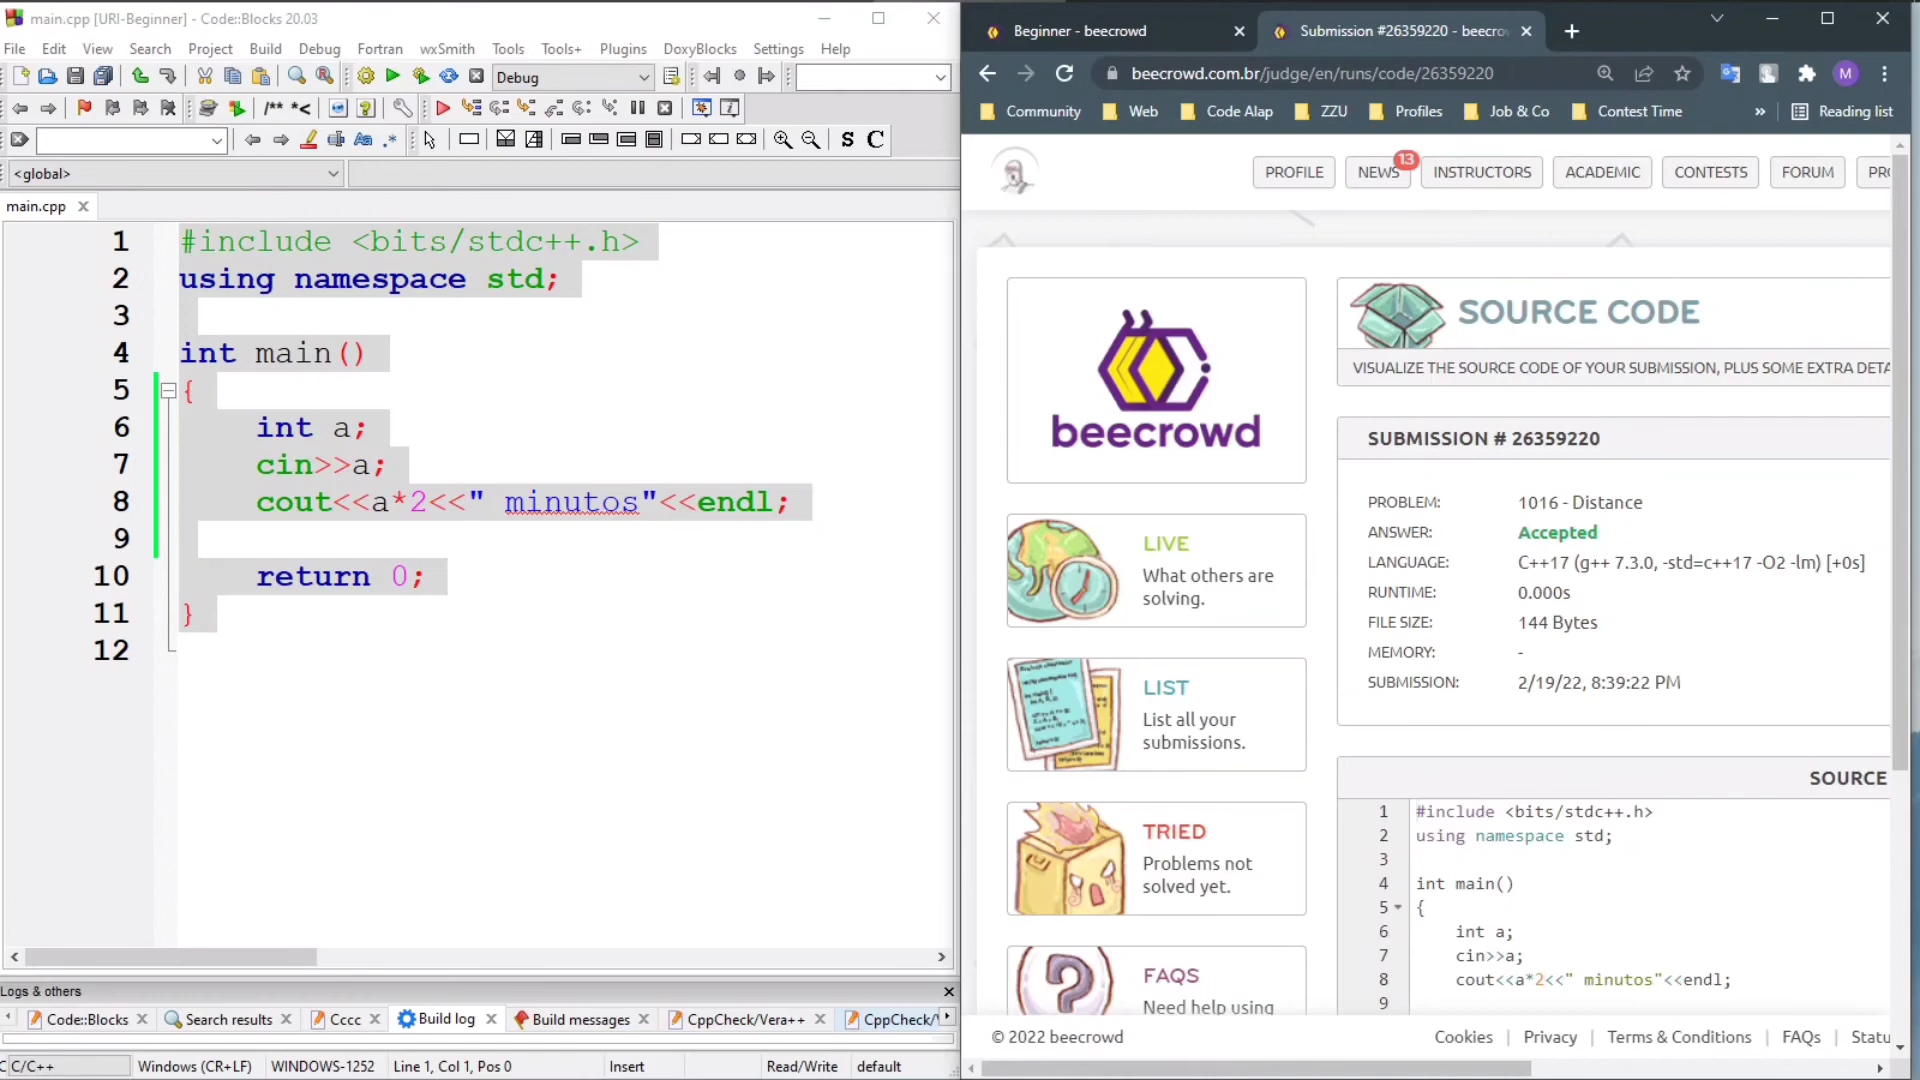 main.cpp [URI-Beginner] - Code::Blocks 20.03
File Edit View Search Project Build Debug Fortran wxSmith Tools Tools+ Plugins DoxyBlocks Settings Help
Debug
/** *<
S C
<global>
main.cpp
1 #include <bits/stdc++.h>
2 using namespace std;
3
4 int main()
5 {
6 int a;
7 cin>>a;
8 cout<<a*2<<" minutos"<<endl;
9
10 return 0;
11 }
12
Logs & others
Code::Blocks Search results Cccc Build log Build messages CppCheck/Vera++ CppCheck/
C/C++ Windows (CR+LF) WINDOWS-1252 Line 1, Col 1, Pos 0 Insert Read/Write default
Beginner - beecrowd Submission #26359220 - beecro
beecrowd.com.br/judge/en/runs/code/26359220 M
Community Web Code Alap ZZU Profiles Job & Co Contest Time » Reading list
PROFILE NEWS 13 INSTRUCTORS ACADEMIC CONTESTS FORUM PRO
beecrowd
LIVE
What others are
solving.
LIST
List all your
submissions.
TRIED
Problems not
solved yet.
FAQS
Need help using
SOURCE CODE
VISUALIZE THE SOURCE CODE OF YOUR SUBMISSION, PLUS SOME EXTRA DETA
SUBMISSION # 26359220
PROBLEM: 1016 - Distance
ANSWER: Accepted
LANGUAGE: C++17 (g++ 7.3.0, -std=c++17 -O2 -lm) [+0s]
RUNTIME: 0.000s
FILE SIZE: 144 Bytes
MEMORY: -
SUBMISSION: 2/19/22, 8:39:22 PM
SOURCE
1 #include <bits/stdc++.h>
2 using namespace std;
3
4 int main()
5 {
6 int a;
7 cin>>a;
8 cout<<a*2<<" minutos"<<endl;
9
© 2022 beecrowd Cookies | Privacy | Terms & Conditions | FAQs | Statu